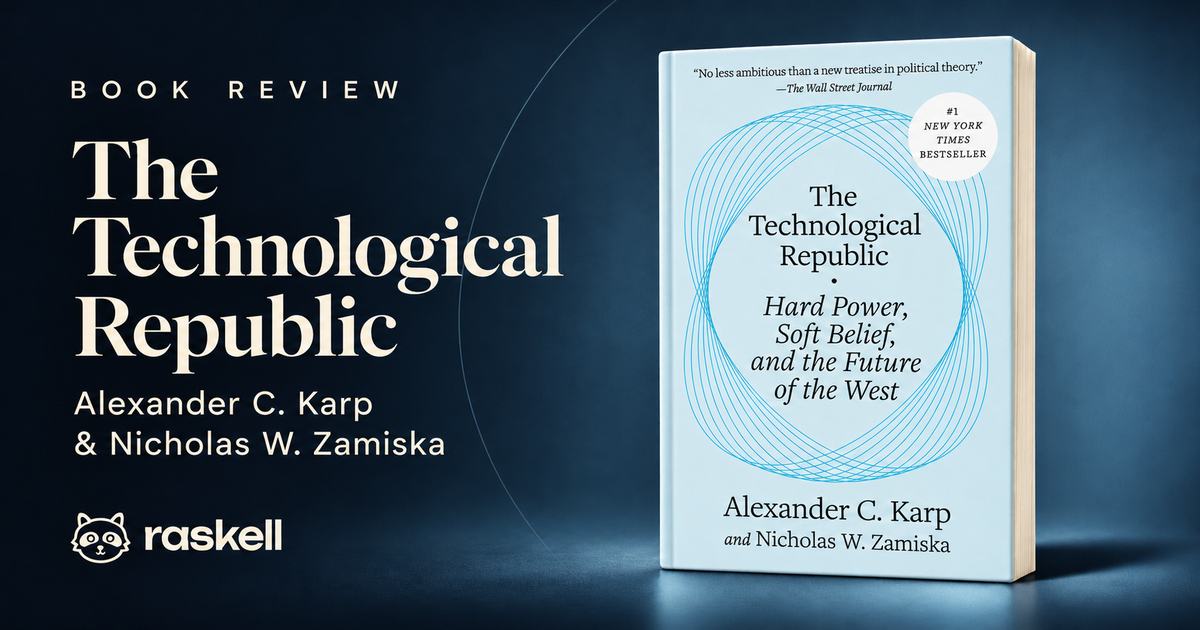 BOOK REVIEW
The
Technological
Republic
Alexander C. Karp
& Nicholas W. Zamiska
raskell
“No less ambitious than a new treatise in political theory.”
—The Wall Street Journal
#1
NEW YORK
TIMES
BESTSELLER
The
Technological
Republic
•
Hard Power,
Soft Belief,
and the Future
of the West
Alexander C. Karp
and Nicholas W. Zamiska